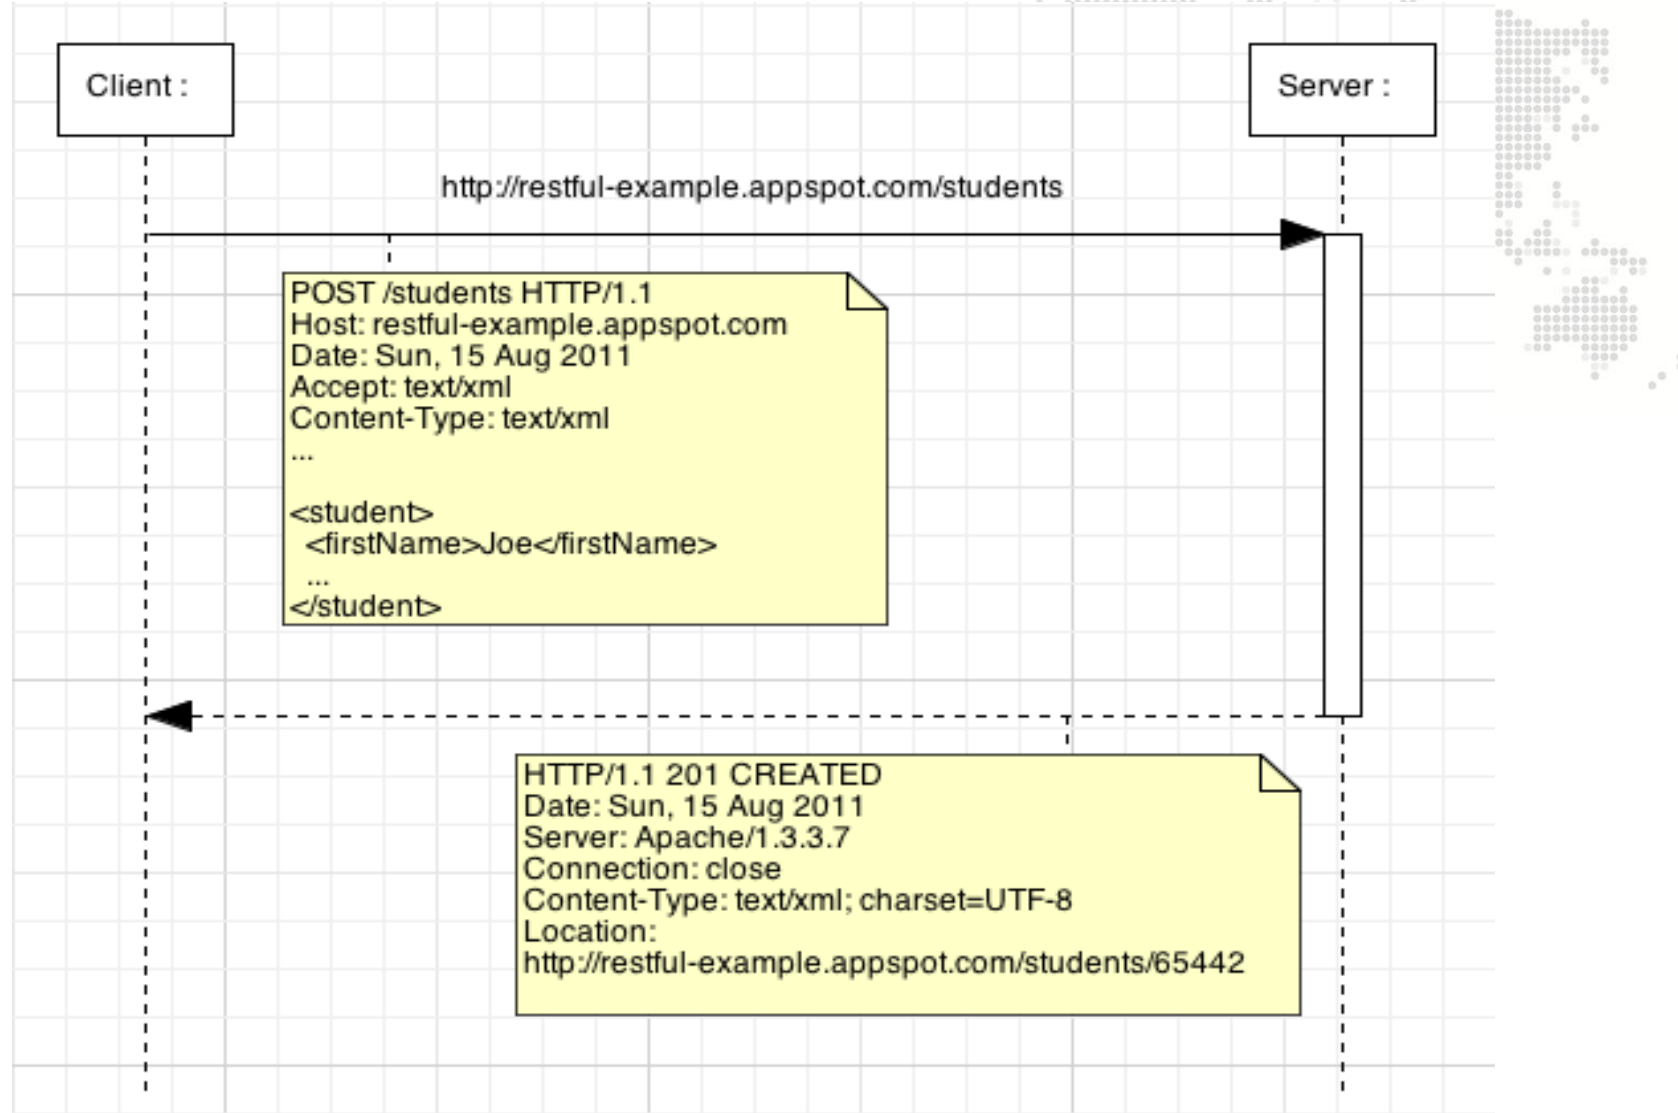 Client :
Server :
http://restful-example.appspot.com/students
POST /students HTTP/1.1
Host: restful-example.appspot.com
Date: Sun, 15 Aug 2011
Accept: text/xml
Content-Type: text/xml
...
<student>
<firstName>Joe</firstName>
...
</student>
HTTP/1.1 201 CREATED
Date: Sun, 15 Aug 2011
Server: Apache/1.3.3.7
Connection: close
Content-Type: text/xml; charset=UTF-8
Location:
http://restful-example.appspot.com/students/65442